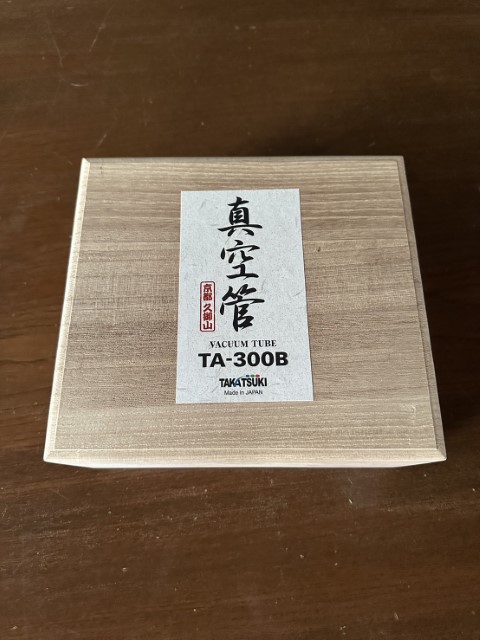 真空管
京都 久御山
VACUUM TUBE
TA-300B
TAKATSUKI
Made in JAPAN